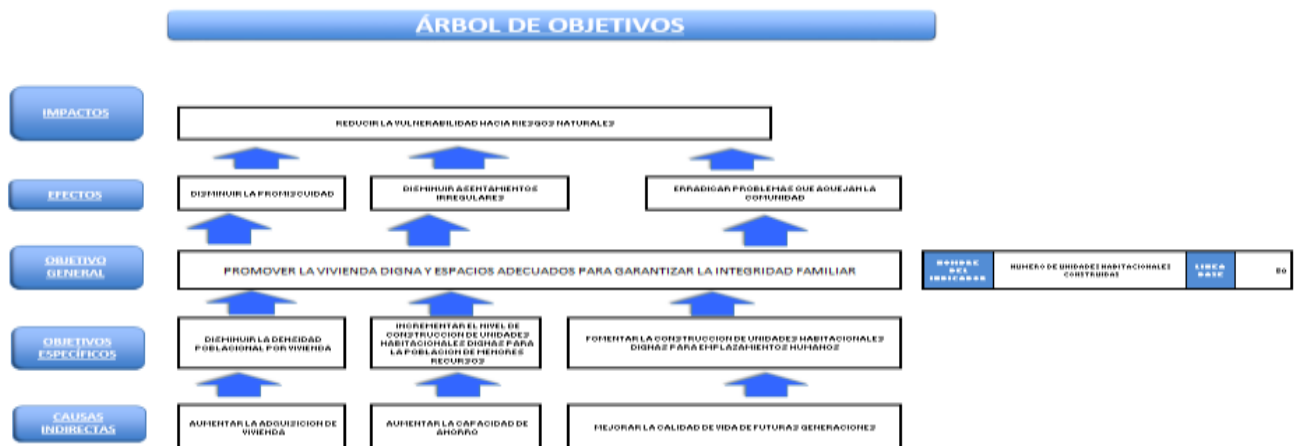 ÁRBOL DE OBJETIVOS
IMPACTOS
REDUCIR LA VULNERABILIDAD HACIA RIESGOS NATURALES
EFECTOS
DISMINUIR LA PROMISCUIDAD
DISMINUIR ASENTAMIENTOS
IRREGULARES
ERRADICAR PROBLEMAS QUE AQUEJAN LA
COMUNIDAD
OBJETIVO
GENERAL
PROMOVER LA VIVIENDA DIGNA Y ESPACIOS ADECUADOS PARA GARANTIZAR LA INTEGRIDAD FAMILIAR
NOMBRE
DEL
INDICADOR
NUMERO DE UNIDADES HABITACIONALES
CONSTRUIDAS
LINEA
BASE
80
OBJETIVOS
ESPECÍFICOS
DISMINUIR LA DENSIDAD
POBLACIONAL POR VIVIENDA
INCREMENTAR EL NIVEL DE
CONSTRUCCION DE UNIDADES
HABITACIONALES DIGNAS PARA
LA POBLACION DE MENORES
RECURSOS
FOMENTAR LA CONSTRUCCION DE UNIDADES HABITACIONALES
DIGNAS PARA EMPLAZAMIENTOS HUMANOS
CAUSAS
INDIRECTAS
AUMENTAR LA ADQUISICION DE
VIVIENDA
AUMENTAR LA CAPACIDAD DE
AHORRO
MEJORAR LA CALIDAD DE VIDA DE FUTURAS GENERACIONES